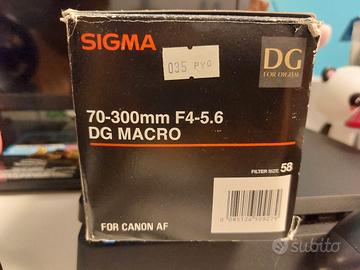 SIGMA
035 PYG
DG
FOR DIGITAL
70-300mm F4-5.6
DG MACRO
FILTER SIZE 58
FOR CANON AF
subito